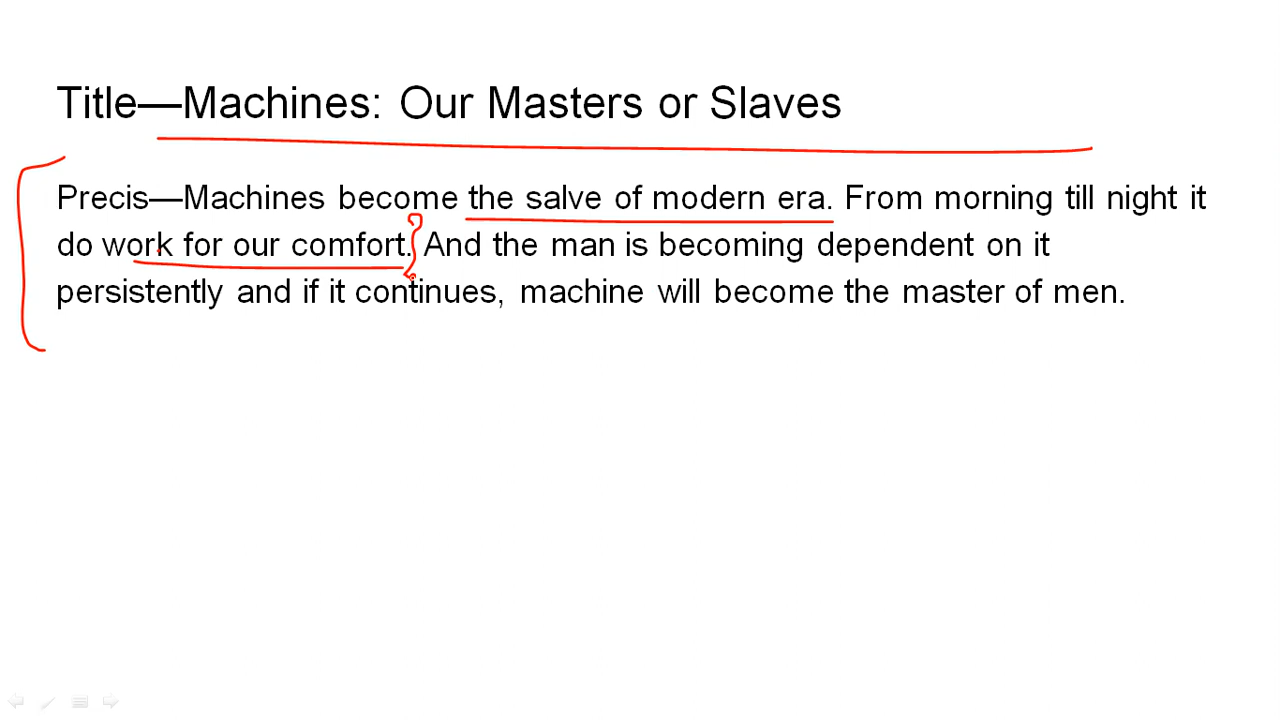 Title—Machines: Our Masters or Slaves
Precis—Machines become the salve of modern era. From morning till night it
do work for our comfort. And the man is becoming dependent on it
persistently and if it continues, machine will become the master of men.